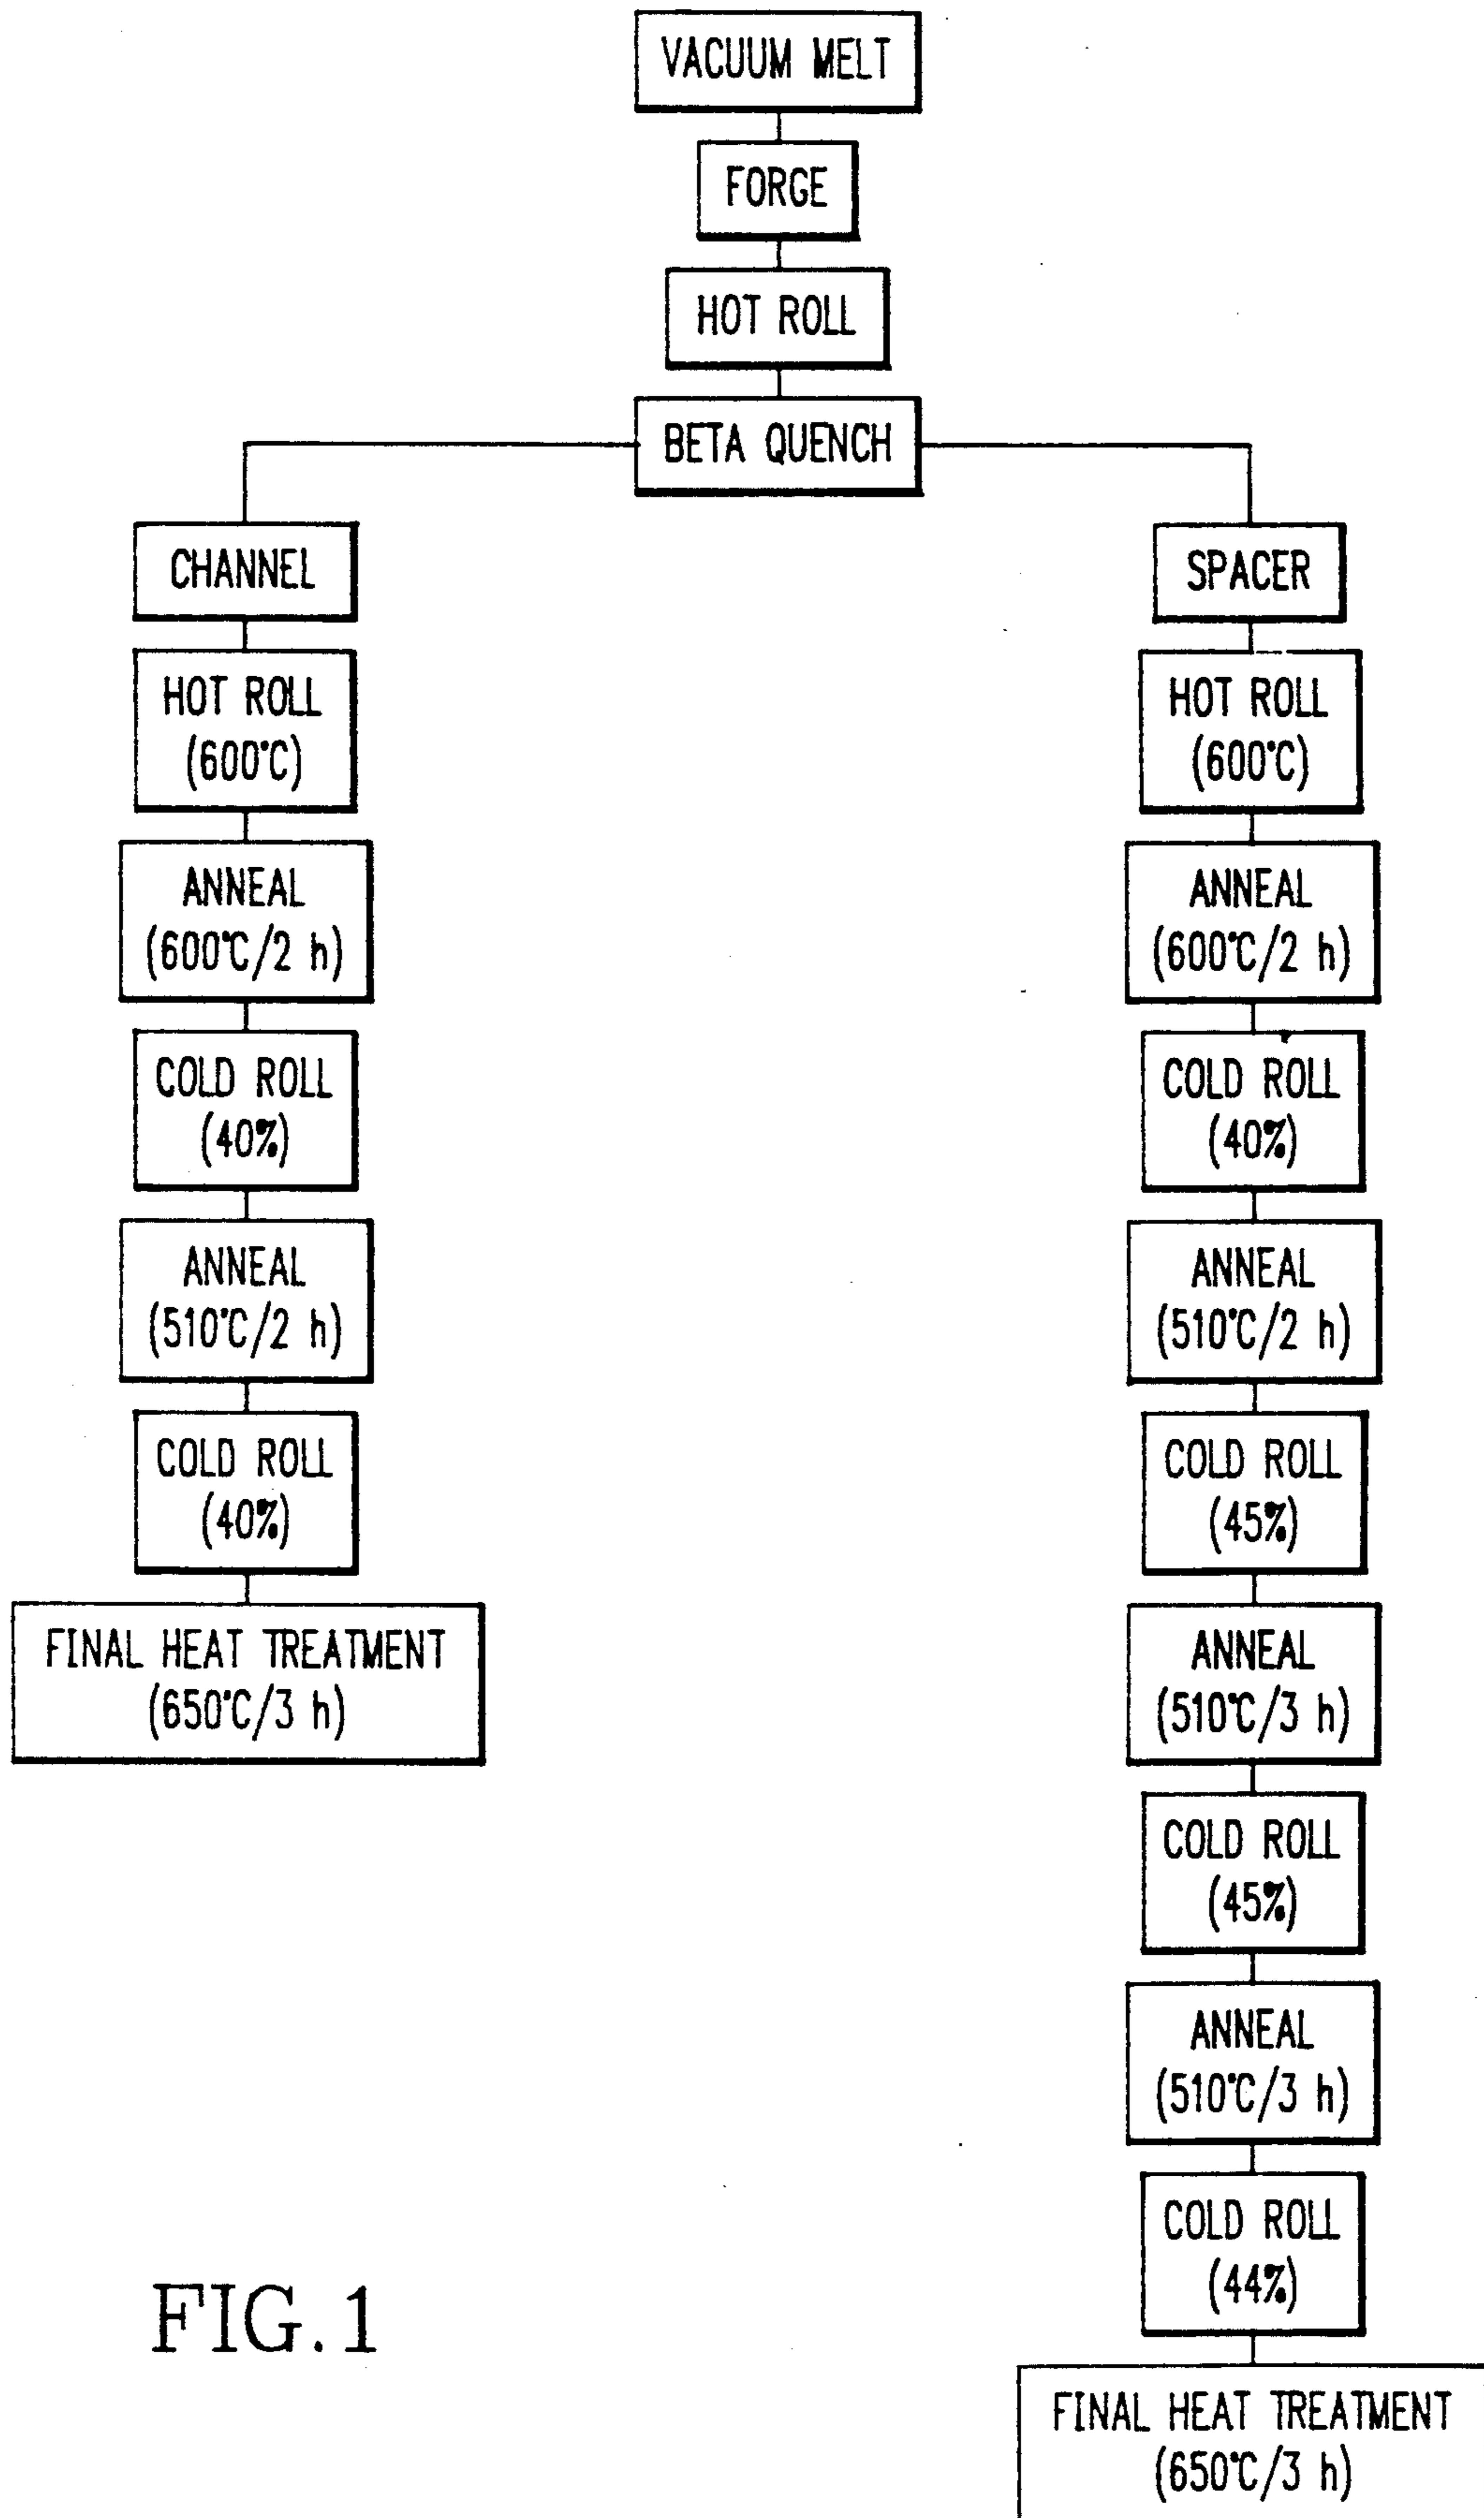 VACUUM MELT
FORGE
HOT ROLL
BETA QUENCH
CHANNEL
HOT ROLL
(600°C)
ANNEAL
(600°C/2 h)
COLD ROLL
(40%)
ANNEAL
(510°C/2 h)
COLD ROLL
(40%)
FINAL HEAT TREATMENT
(650°C/3 h)
SPACER
HOT ROLL
(600°C)
ANNEAL
(600°C/2 h)
COLD ROLL
(40%)
ANNEAL
(510°C/2 h)
COLD ROLL
(45%)
ANNEAL
(510°C/3 h)
COLD ROLL
(45%)
ANNEAL
(510°C/3 h)
COLD ROLL
(44%)
FINAL HEAT TREATMENT
(650°C/3 h)
FIG.1